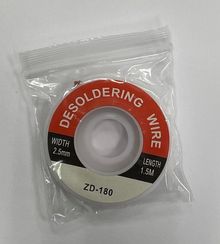 DESOLDERING WIRE
WIDTH
2.5mm
LENGTH
1.5M
ZD-180